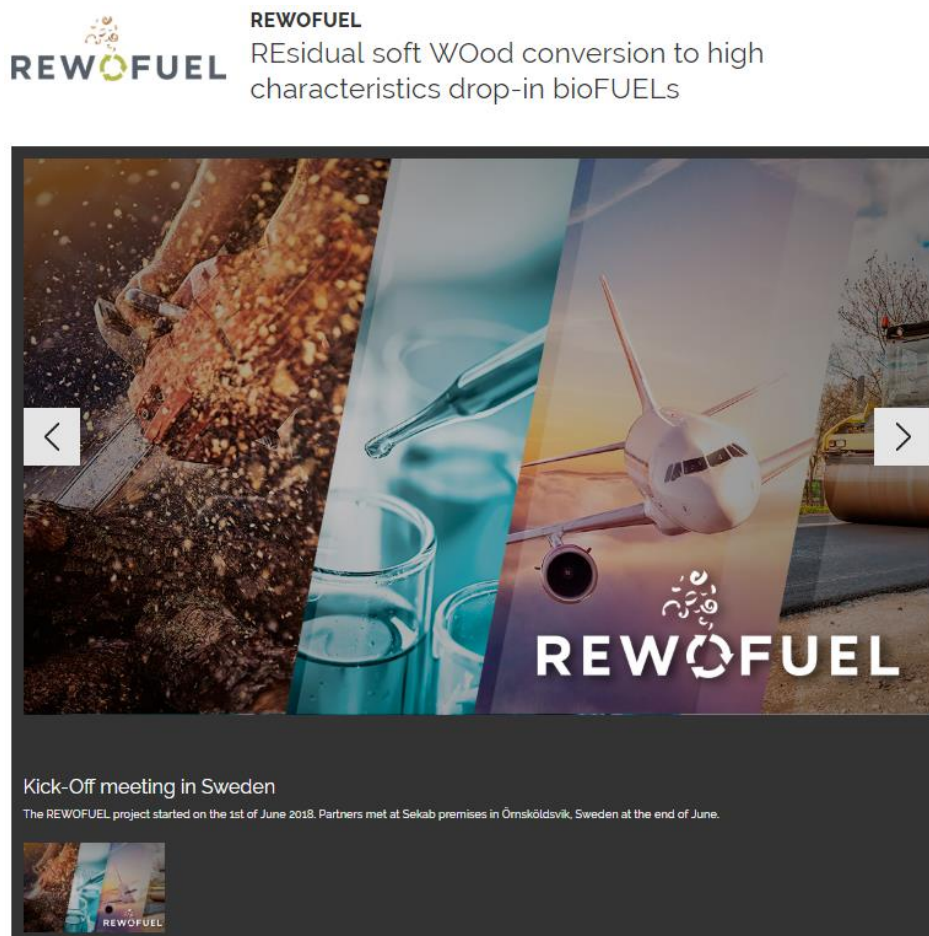 REWOFUEL
REWOFUEL
REsidual soft WOod conversion to high
characteristics drop-in bioFUELs
REWOFUEL
Kick-Off meeting in Sweden
The REWOFUEL project started on the 1st of June 2018. Partners met at Sekab premises in Örnsköldsvik, Sweden at the end of June.
REWOFUEL